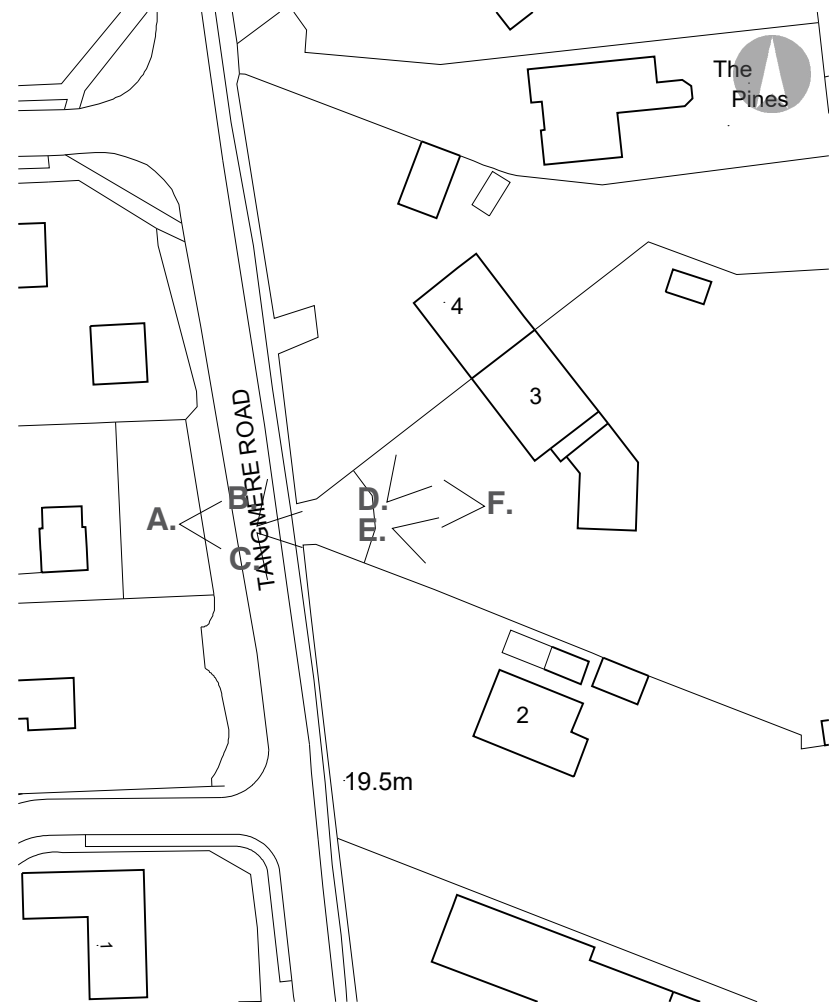 The
Pines
4
3
TANGMERE ROAD
A.
B.
C.
D.
E.
F.
2
19.5m
1